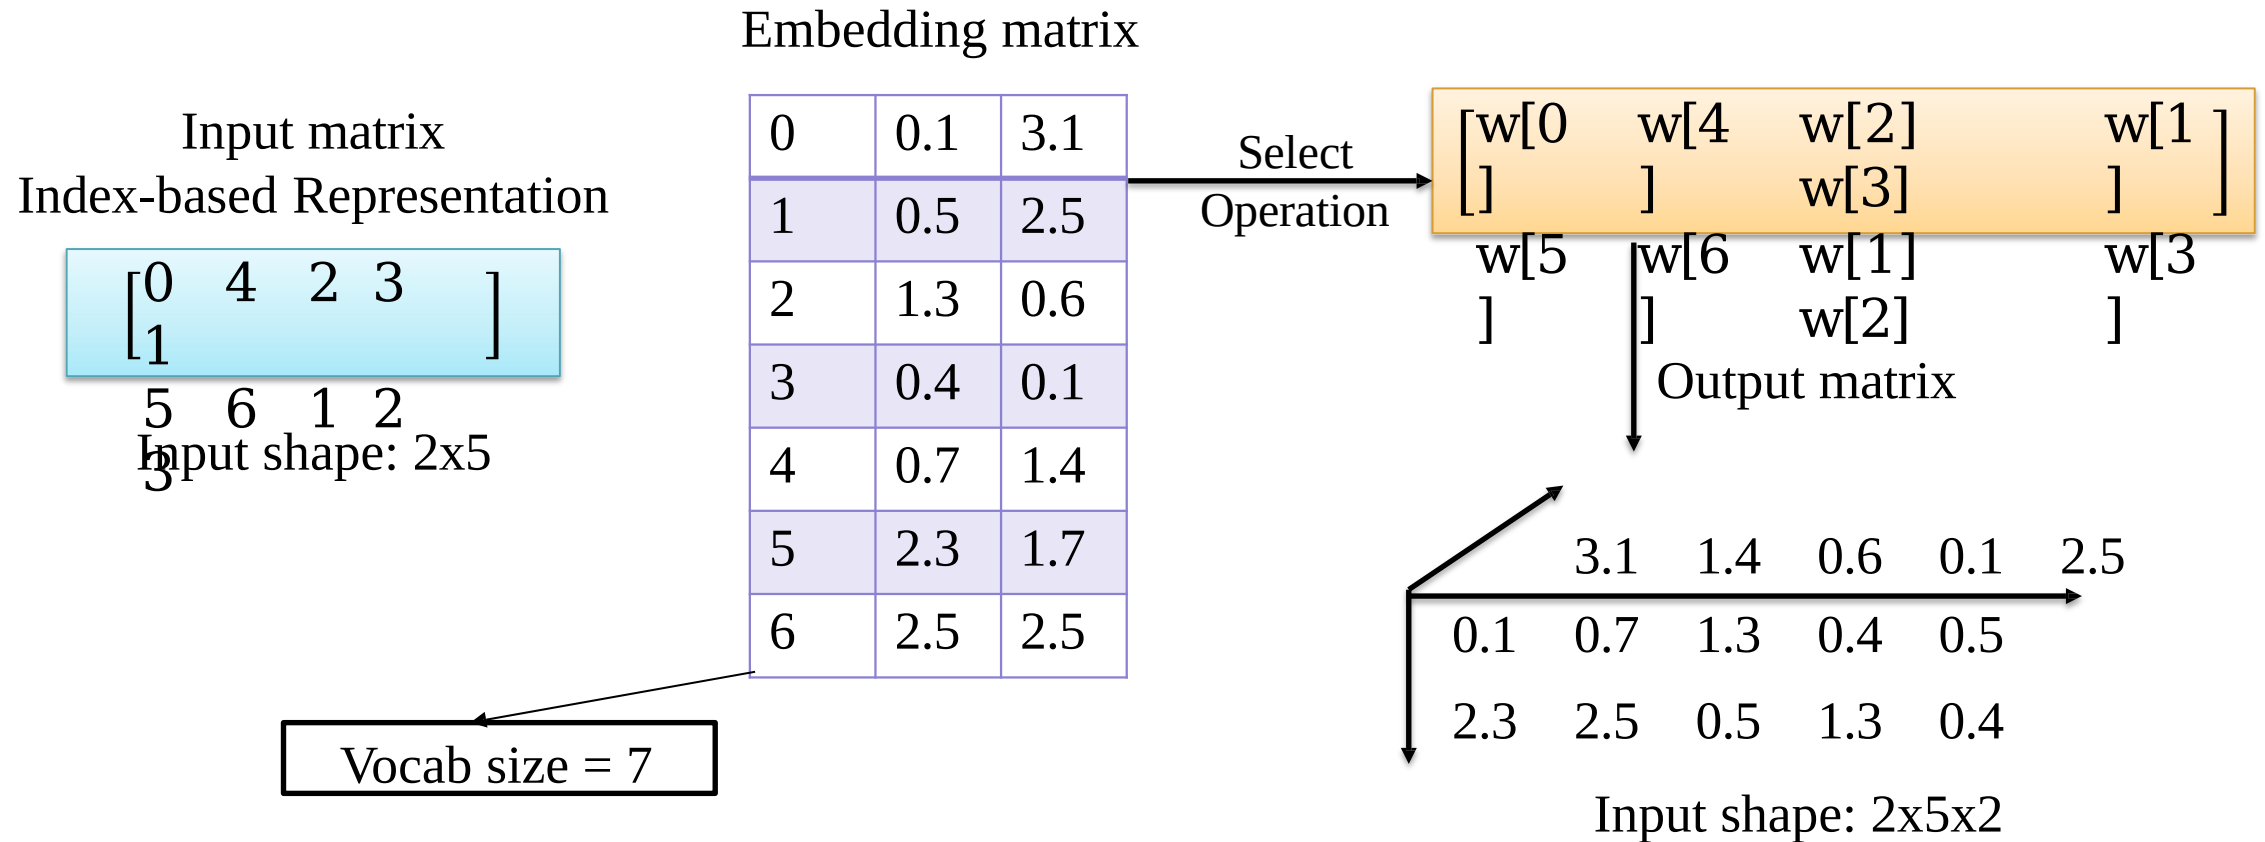 Embedding matrix
Input matrix
Index-based Representation
0 4 2 3
1
5 6 1 2
3
Input shape: 2x5
0 0.1 3.1
1 0.5 2.5
2 1.3 0.6
3 0.4 0.1
4 0.7 1.4
5 2.3 1.7
6 2.5 2.5
Vocab size = 7
Select
Operation
w[0 w[4 w[2] w[1
] ] w[3] ]
w[5 w[6 w[1] w[3
] ] w[2] ]
Output matrix
3.1 1.4 0.6 0.1 2.5
0.1 0.7 1.3 0.4 0.5
2.3 2.5 0.5 1.3 0.4
Input shape: 2x5x2